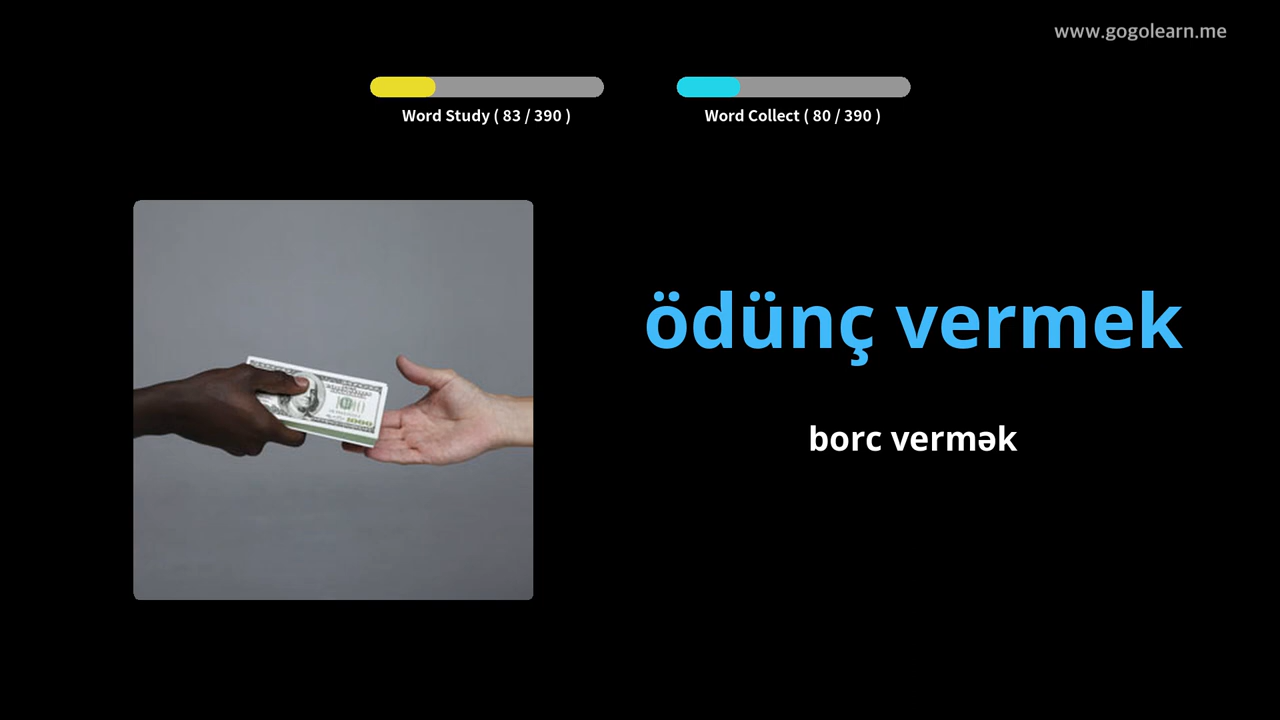 www.gogolearn.me
Word Study ( 83 / 390 )
Word Collect ( 80 / 390 )
ödünç vermek
borc vermək